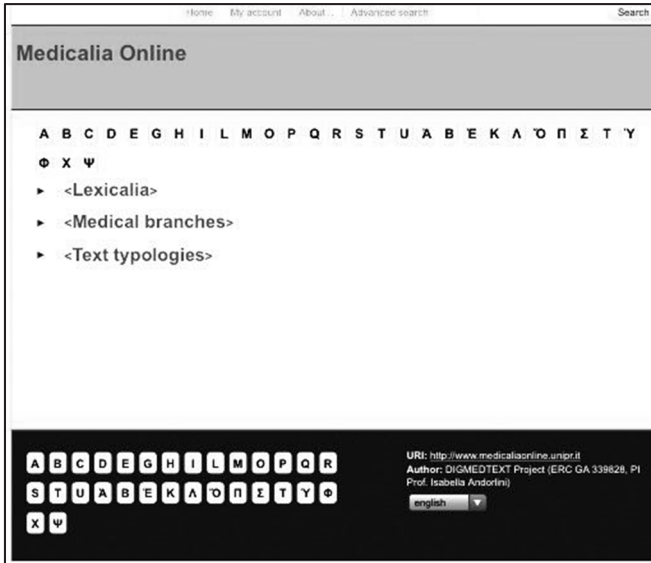 Home My account About... Advanced search Search
Medicalia Online
A B C D E G H I L M O P Q R S T U Ἀ Β Ἐ Κ Λ Ὀ Π Σ Τ Ὑ
Φ Χ Ψ
► <Lexicalia>
► <Medical branches>
► <Text typologies>
A B C D E G H I L M O P Q R
S T U Ἀ Β Ἐ Κ Λ Ὀ Π Σ Τ Υ Φ
Χ Ψ
URI: http://www.medicaliaonline.unipr.it
Author: DIGMEDTEXT Project (ERC GA 339828, PI
Prof. Isabella Andorlini)
english